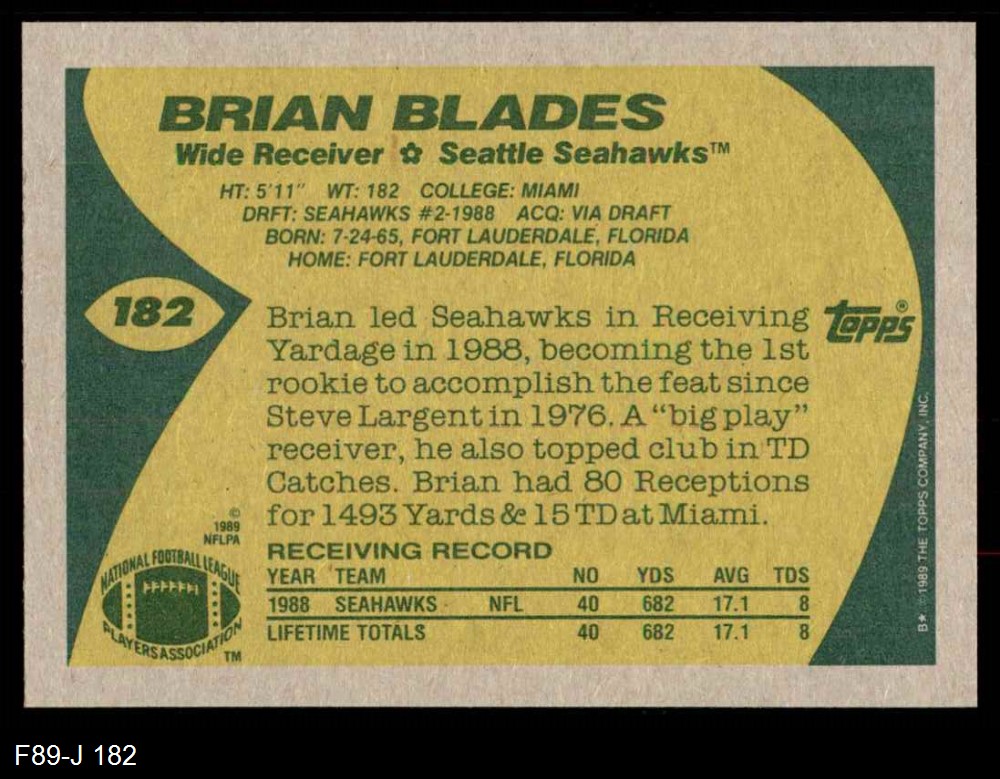 BRIAN BLADES
Wide Receiver ✿ Seattle Seahawks™
HT: 5'11" WT: 182 COLLEGE: MIAMI
DRFT: SEAHAWKS #2-1988 ACQ: VIA DRAFT
BORN: 7-24-65, FORT LAUDERDALE, FLORIDA
HOME: FORT LAUDERDALE, FLORIDA
182
Brian led Seahawks in Receiving
Yardage in 1988, becoming the 1st
rookie to accomplish the feat since
Steve Largent in 1976. A “big play”
receiver, he also topped club in TD
Catches. Brian had 80 Receptions
for 1493 Yards & 15 TD at Miami.
topps®
©
1989
NFLPA
NATIONAL FOOTBALL LEAGUE
PLAYERS ASSOCIATION
TM
RECEIVING RECORD
YEAR TEAM NO YDS AVG TDS
1988 SEAHAWKS NFL 40 682 17.1 8
LIFETIME TOTALS 40 682 17.1 8
B* 1989 THE TOPPS COMPANY, INC.
F89-J 182